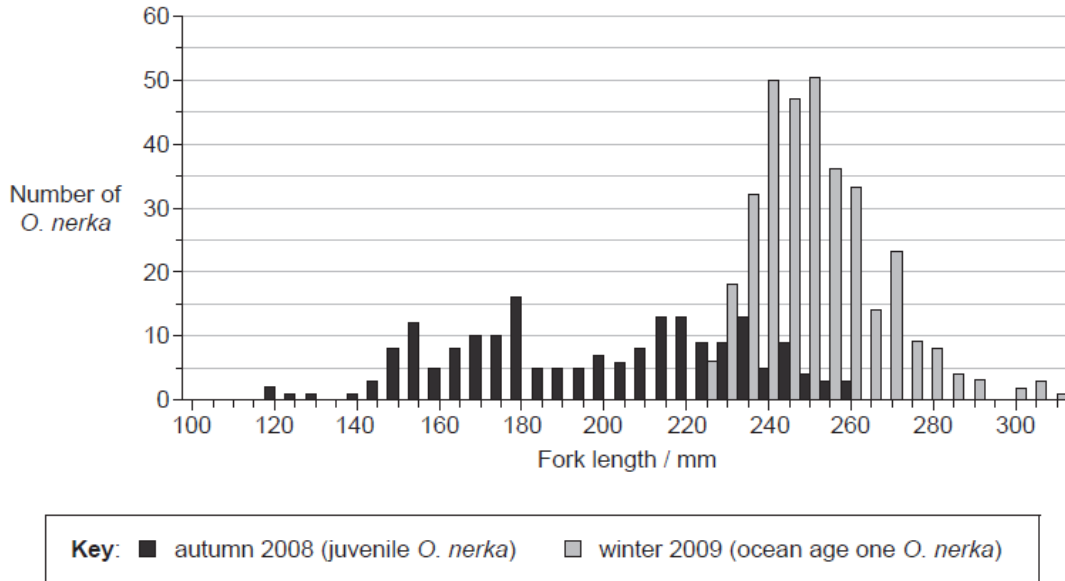 60
50
40
Number of
O. nerka
30
20
10
0
100 120 140 160 180 200 220 240 260 280 300
Fork length / mm
Key: autumn 2008 (juvenile O. nerka) winter 2009 (ocean age one O. nerka)